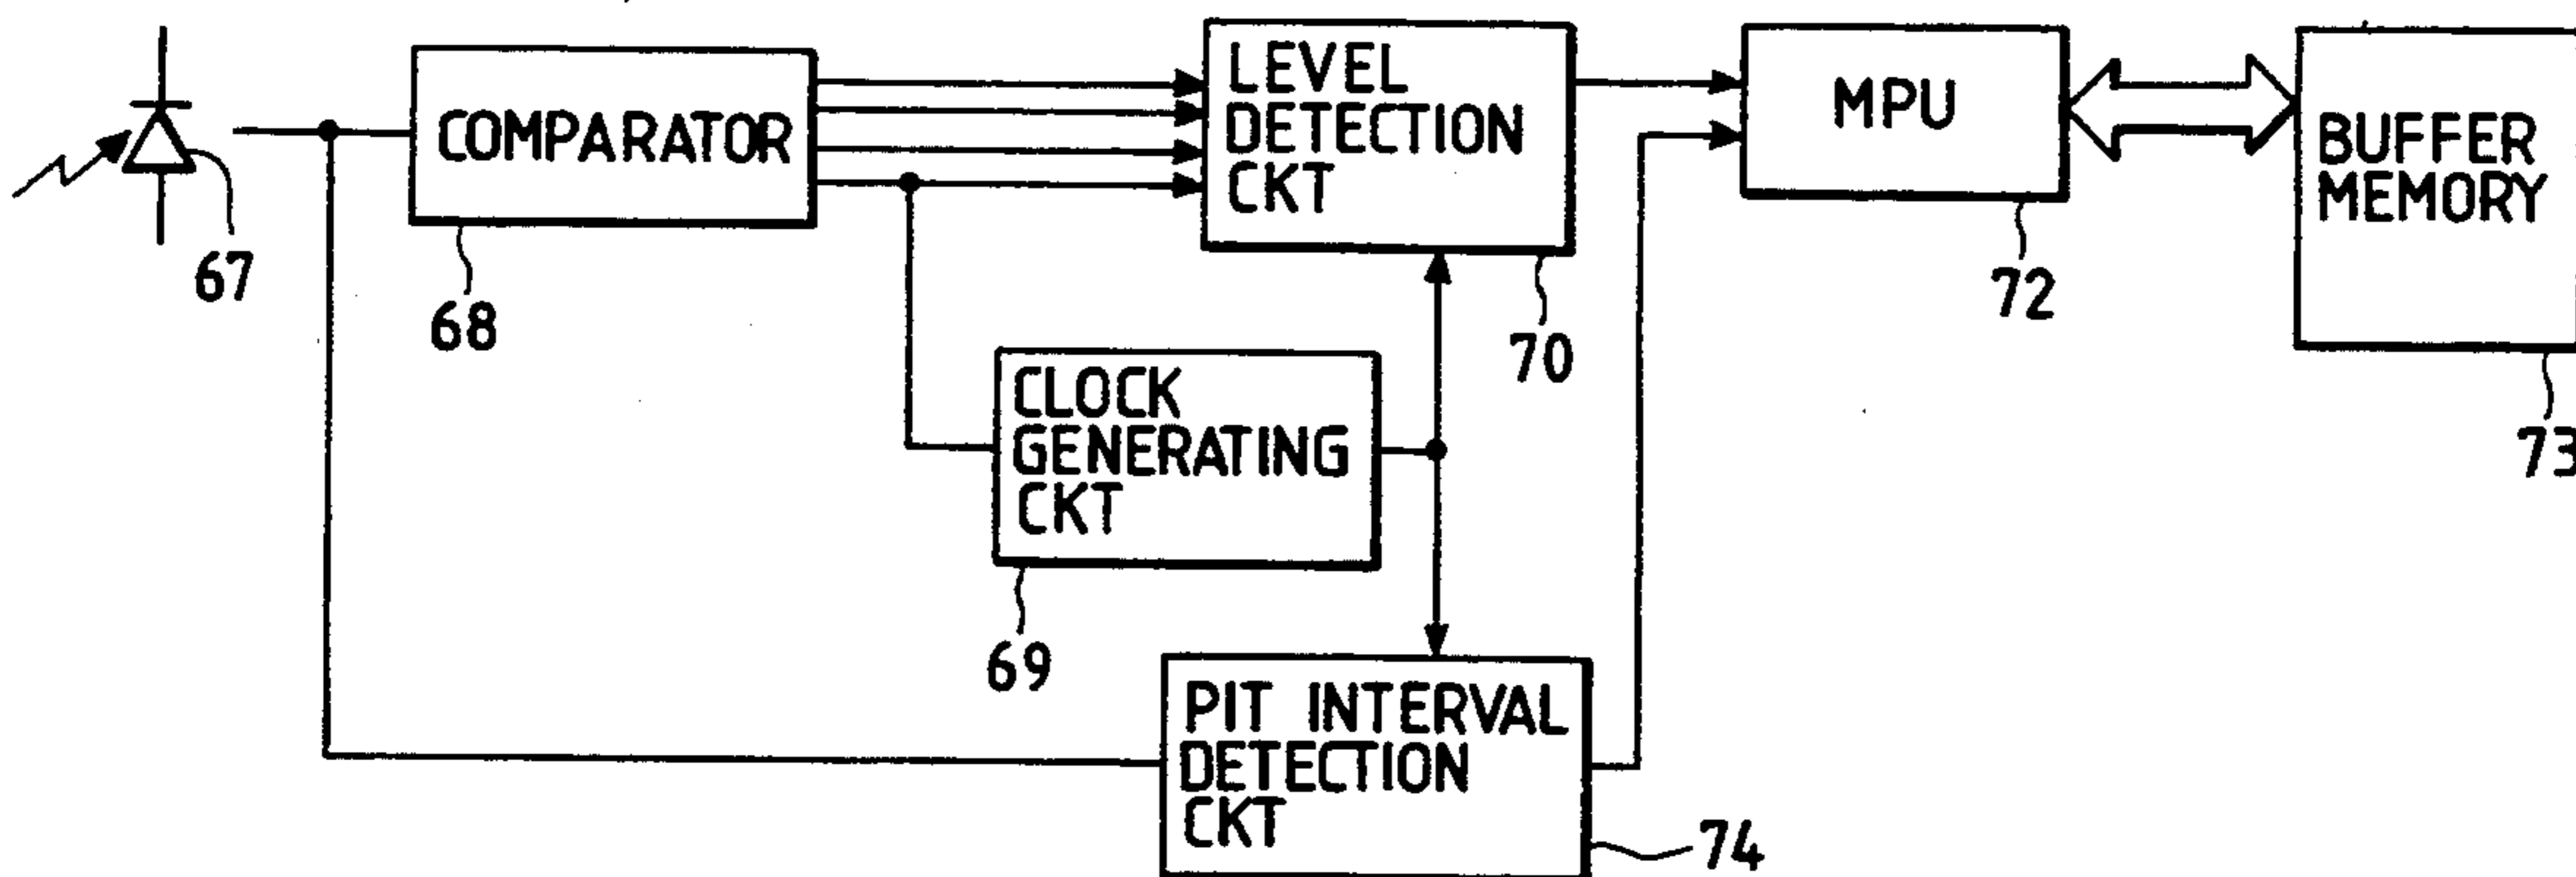 COMPARATOR
LEVEL
DETECTION
CKT
MPU
BUFFER
MEMORY
67
68
70
72
73
CLOCK
GENERATING
CKT
69
PIT INTERVAL
DETECTION
CKT
74